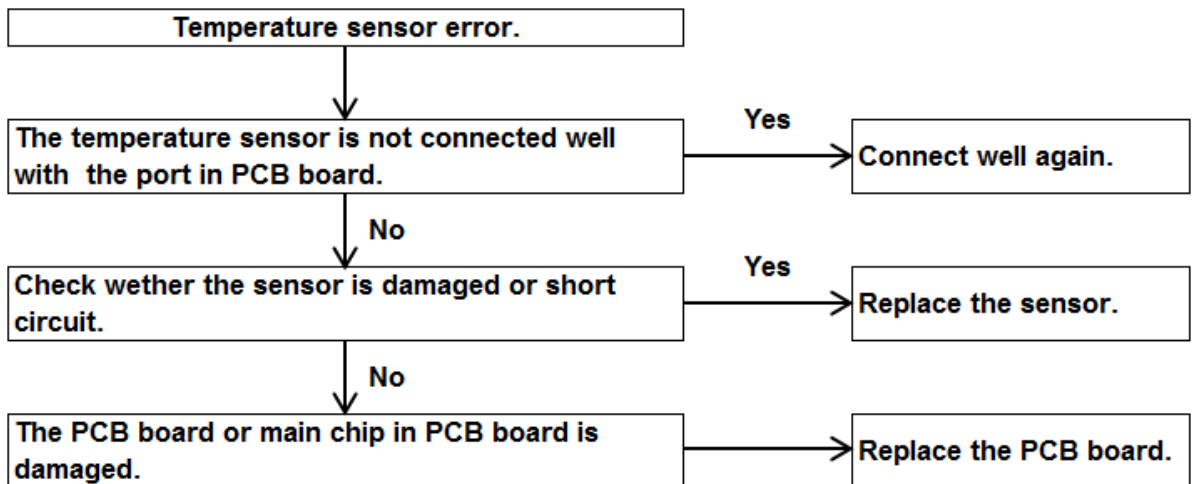 Temperature sensor error.
The temperature sensor is not connected well
with the port in PCB board.
Yes
Connect well again.
No
Check wether the sensor is damaged or short
circuit.
Yes
Replace the sensor.
No
The PCB board or main chip in PCB board is
damaged.
Replace the PCB board.